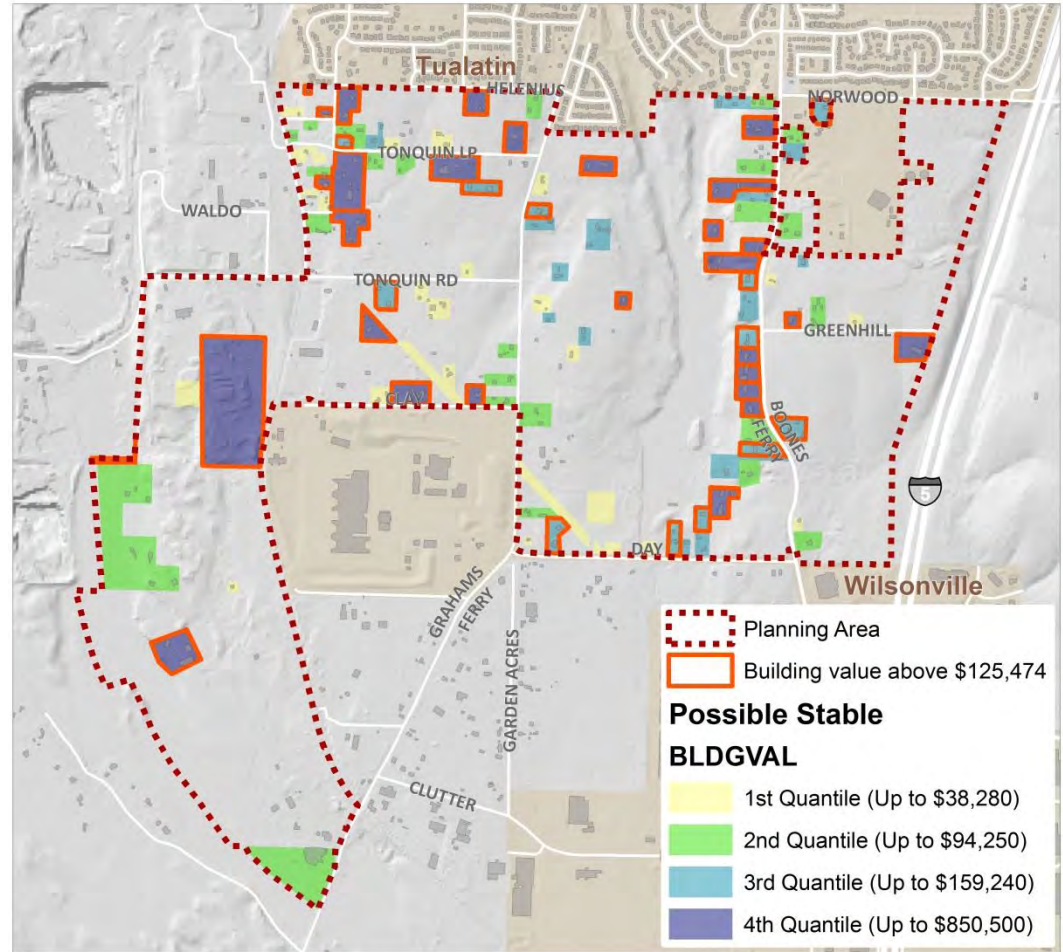 Tualatin
HELENIUS
NORWOOD
TONQUIN LP
WALDO
TONQUIN RD
GREENHILL
CLAY
BOONES
FERRY
5
DAY
Wilsonville
GRAHAMS
FERRY
GARDEN ACRES
CLUTTER
Planning Area
Building value above $125,474
Possible Stable
BLDGVAL
1st Quantile (Up to $38,280)
2nd Quantile (Up to $94,250)
3rd Quantile (Up to $159,240)
4th Quantile (Up to $850,500)